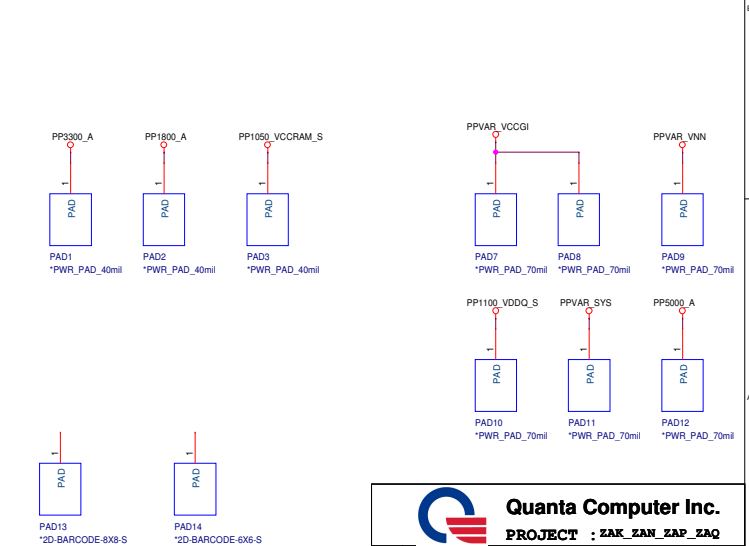 PP3300_A
PP1800_A
PP1050_VCCRAM_S
1
PAD
1
PAD
1
PAD
PAD1
*PWR_PAD_40mil
PAD2
*PWR_PAD_40mil
PAD3
*PWR_PAD_40mil
PPVAR_VCCGI
PPVAR_VNN
1
PAD
1
PAD
1
PAD
PAD7
*PWR_PAD_70mil
PAD8
*PWR_PAD_70mil
PAD9
*PWR_PAD_70mil
PP1100_VDDQ_S
PPVAR_SYS
PP5000_A
1
PAD
1
PAD
1
PAD
PAD10
*PWR_PAD_70mil
PAD11
*PWR_PAD_70mil
PAD12
*PWR_PAD_70mil
1
PAD
1
PAD
PAD13
*2D-BARCODE-8X8-S
PAD14
*2D-BARCODE-6X6-S
Quanta Computer Inc.
PROJECT : ZAK_ZAN_ZAP_ZAQ